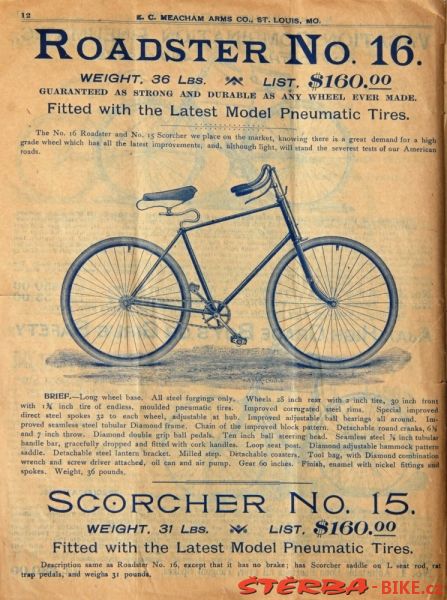 12
E. C. MEACHAM ARMS CO., ST. LOUIS, MO.
ROADSTER NO. 16.
WEIGHT, 36 LBS. LIST, $160.00
GUARANTEED AS STRONG AND DURABLE AS ANY WHEEL EVER MADE.
Fitted with the Latest Model Pneumatic Tires.
The No. 16 Roadster and No. 15 Scorcher we place on the market, knowing there is a great demand for a high
grade wheel which has all the latest improvements, and, although light, will stand the severest tests of our American
roads.
BRIEF.—Long wheel base. All steel forgings only. Wheels 28 inch rear with 2 inch tire, 30 inch front
with 1¾ inch tire of endless, moulded pneumatic tires. Improved corrugated steel rims. Special improved
direct steel spokes 32 to each wheel, adjustable at hub. Improved adjustable ball bearings all around. Im-
proved seamless steel tubular Diamond frame. Chain of the improved block pattern. Detachable round cranks, 6½
and 7 inch throw. Diamond double grip ball pedals. Ten inch ball steering head. Seamless steel ⅞ inch tubular
handle bar, gracefully dropped and fitted with cork handles. Loop seat post. Diamond adjustable hammock pattern
saddle. Detachable steel lantern bracket. Milled step. Detachable coasters. Tool bag, with Diamond combination
wrench and screw driver attached, oil can and air pump. Gear 60 inches. Finish, enamel with nickel fittings and
spokes. Weight, 36 pounds.
SCORCHER NO. 15.
WEIGHT, 31 LBS. LIST, $160.00
Fitted with the Latest Model Pneumatic Tires.
Description same as Roadster No. 16, except that it has no brake; has Scorcher saddle on L seat rod, rat
trap pedals, and weighs 31 pounds.
ŠTĚRBA-BIKE.cz